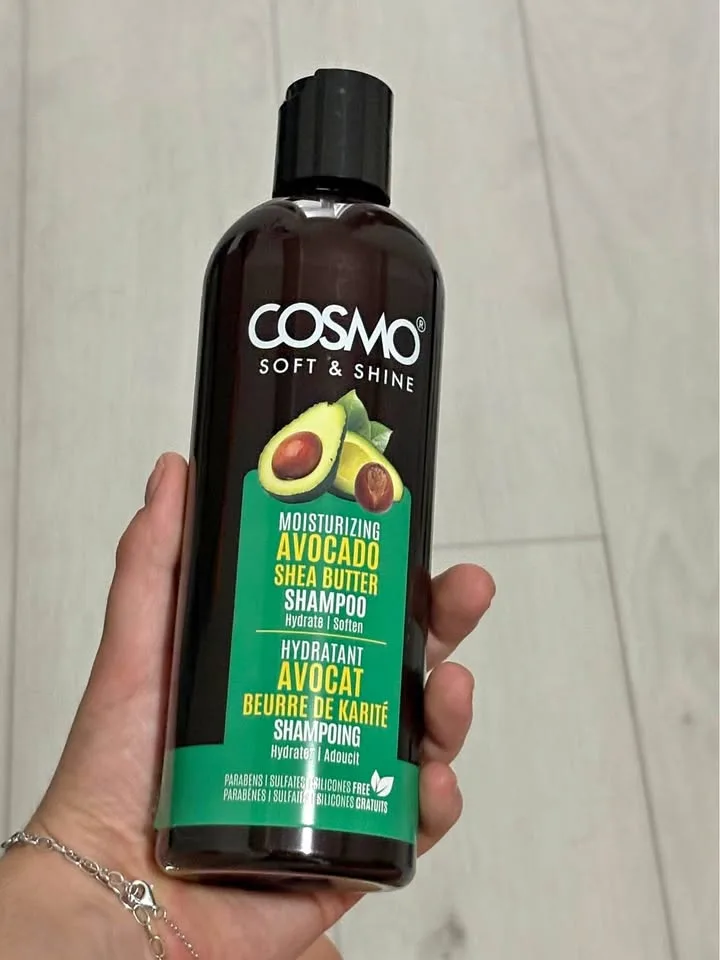 COSMO®
SOFT & SHINE
MOISTURIZING
AVOCADO
SHEA BUTTER
SHAMPOO
Hydrate | Soften
HYDRATANT
AVOCAT
BEURRE DE KARITÉ
SHAMPOING
Hydrater | Adoucit
PARABENS | SULFATES | SILICONES FREE
PARABÈNES | SULFATES | SILICONES GRATUITS